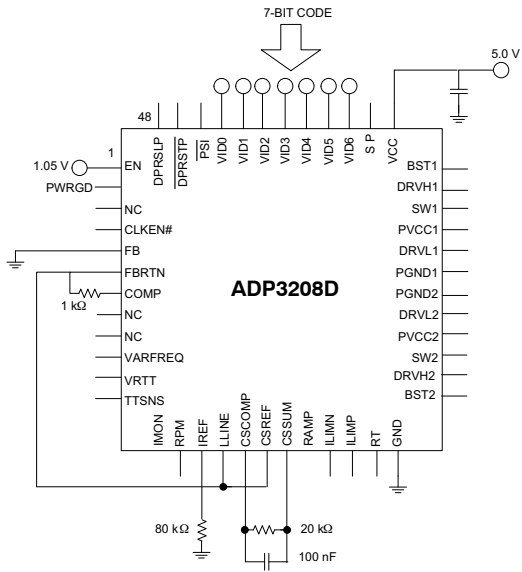 7-BIT CODE
5.0 V
48
DPRSLP
DPRSTP
PSI
VID0
VID1
VID2
VID3
VID4
VID5
VID6
S P
VCC
1
1.05 V
EN
PWRGD
NC
CLKEN#
FB
FBRTN
COMP
1 kΩ
NC
NC
VARFREQ
VRTT
TTSNS
ADP3208D
BST1
DRVH1
SW1
PVCC1
DRVL1
PGND1
PGND2
DRVL2
PVCC2
SW2
DRVH2
BST2
IMON
RPM
IREF
LLINE
CSCOMP
CSREF
CSSUM
RAMP
ILIMN
ILIMP
RT
GND
80 kΩ
20 kΩ
100 nF